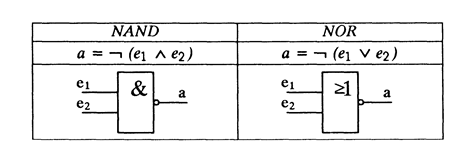 NAND NOR
a = ¬ (e₁ ∧ e₂) a = ¬ (e₁ ∨ e₂)
e₁ & a e₁ ≥1 a
e₂ e₂